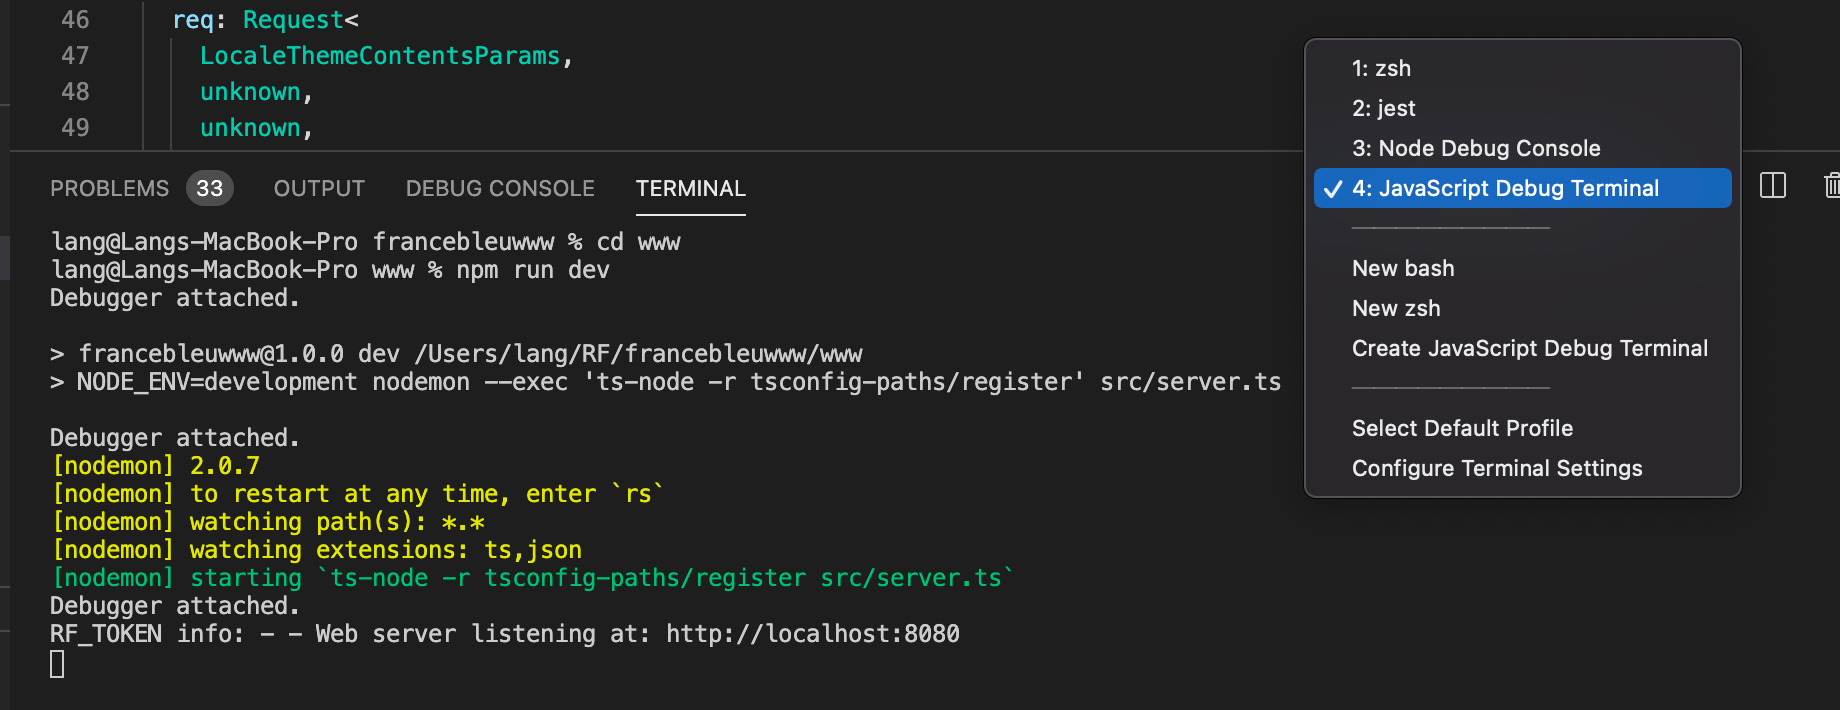 46 req: Request<
47 LocaleThemeContentsParams,
48 unknown,
49 unknown,
PROBLEMS 33 OUTPUT DEBUG CONSOLE TERMINAL
lang@Langs-MacBook-Pro francebleuwww % cd www
lang@Langs-MacBook-Pro www % npm run dev
Debugger attached.
> francebleuwww@1.0.0 dev /Users/lang/RF/francebleuwww/www
> NODE_ENV=development nodemon --exec 'ts-node -r tsconfig-paths/register' src/server.ts
Debugger attached.
[nodemon] 2.0.7
[nodemon] to restart at any time, enter `rs`
[nodemon] watching path(s): *.*
[nodemon] watching extensions: ts,json
[nodemon] starting `ts-node -r tsconfig-paths/register src/server.ts`
Debugger attached.
RF_TOKEN info: - - Web server listening at: http://localhost:8080
1: zsh
2: jest
3: Node Debug Console
✓ 4: JavaScript Debug Terminal
New bash
New zsh
Create JavaScript Debug Terminal
Select Default Profile
Configure Terminal Settings